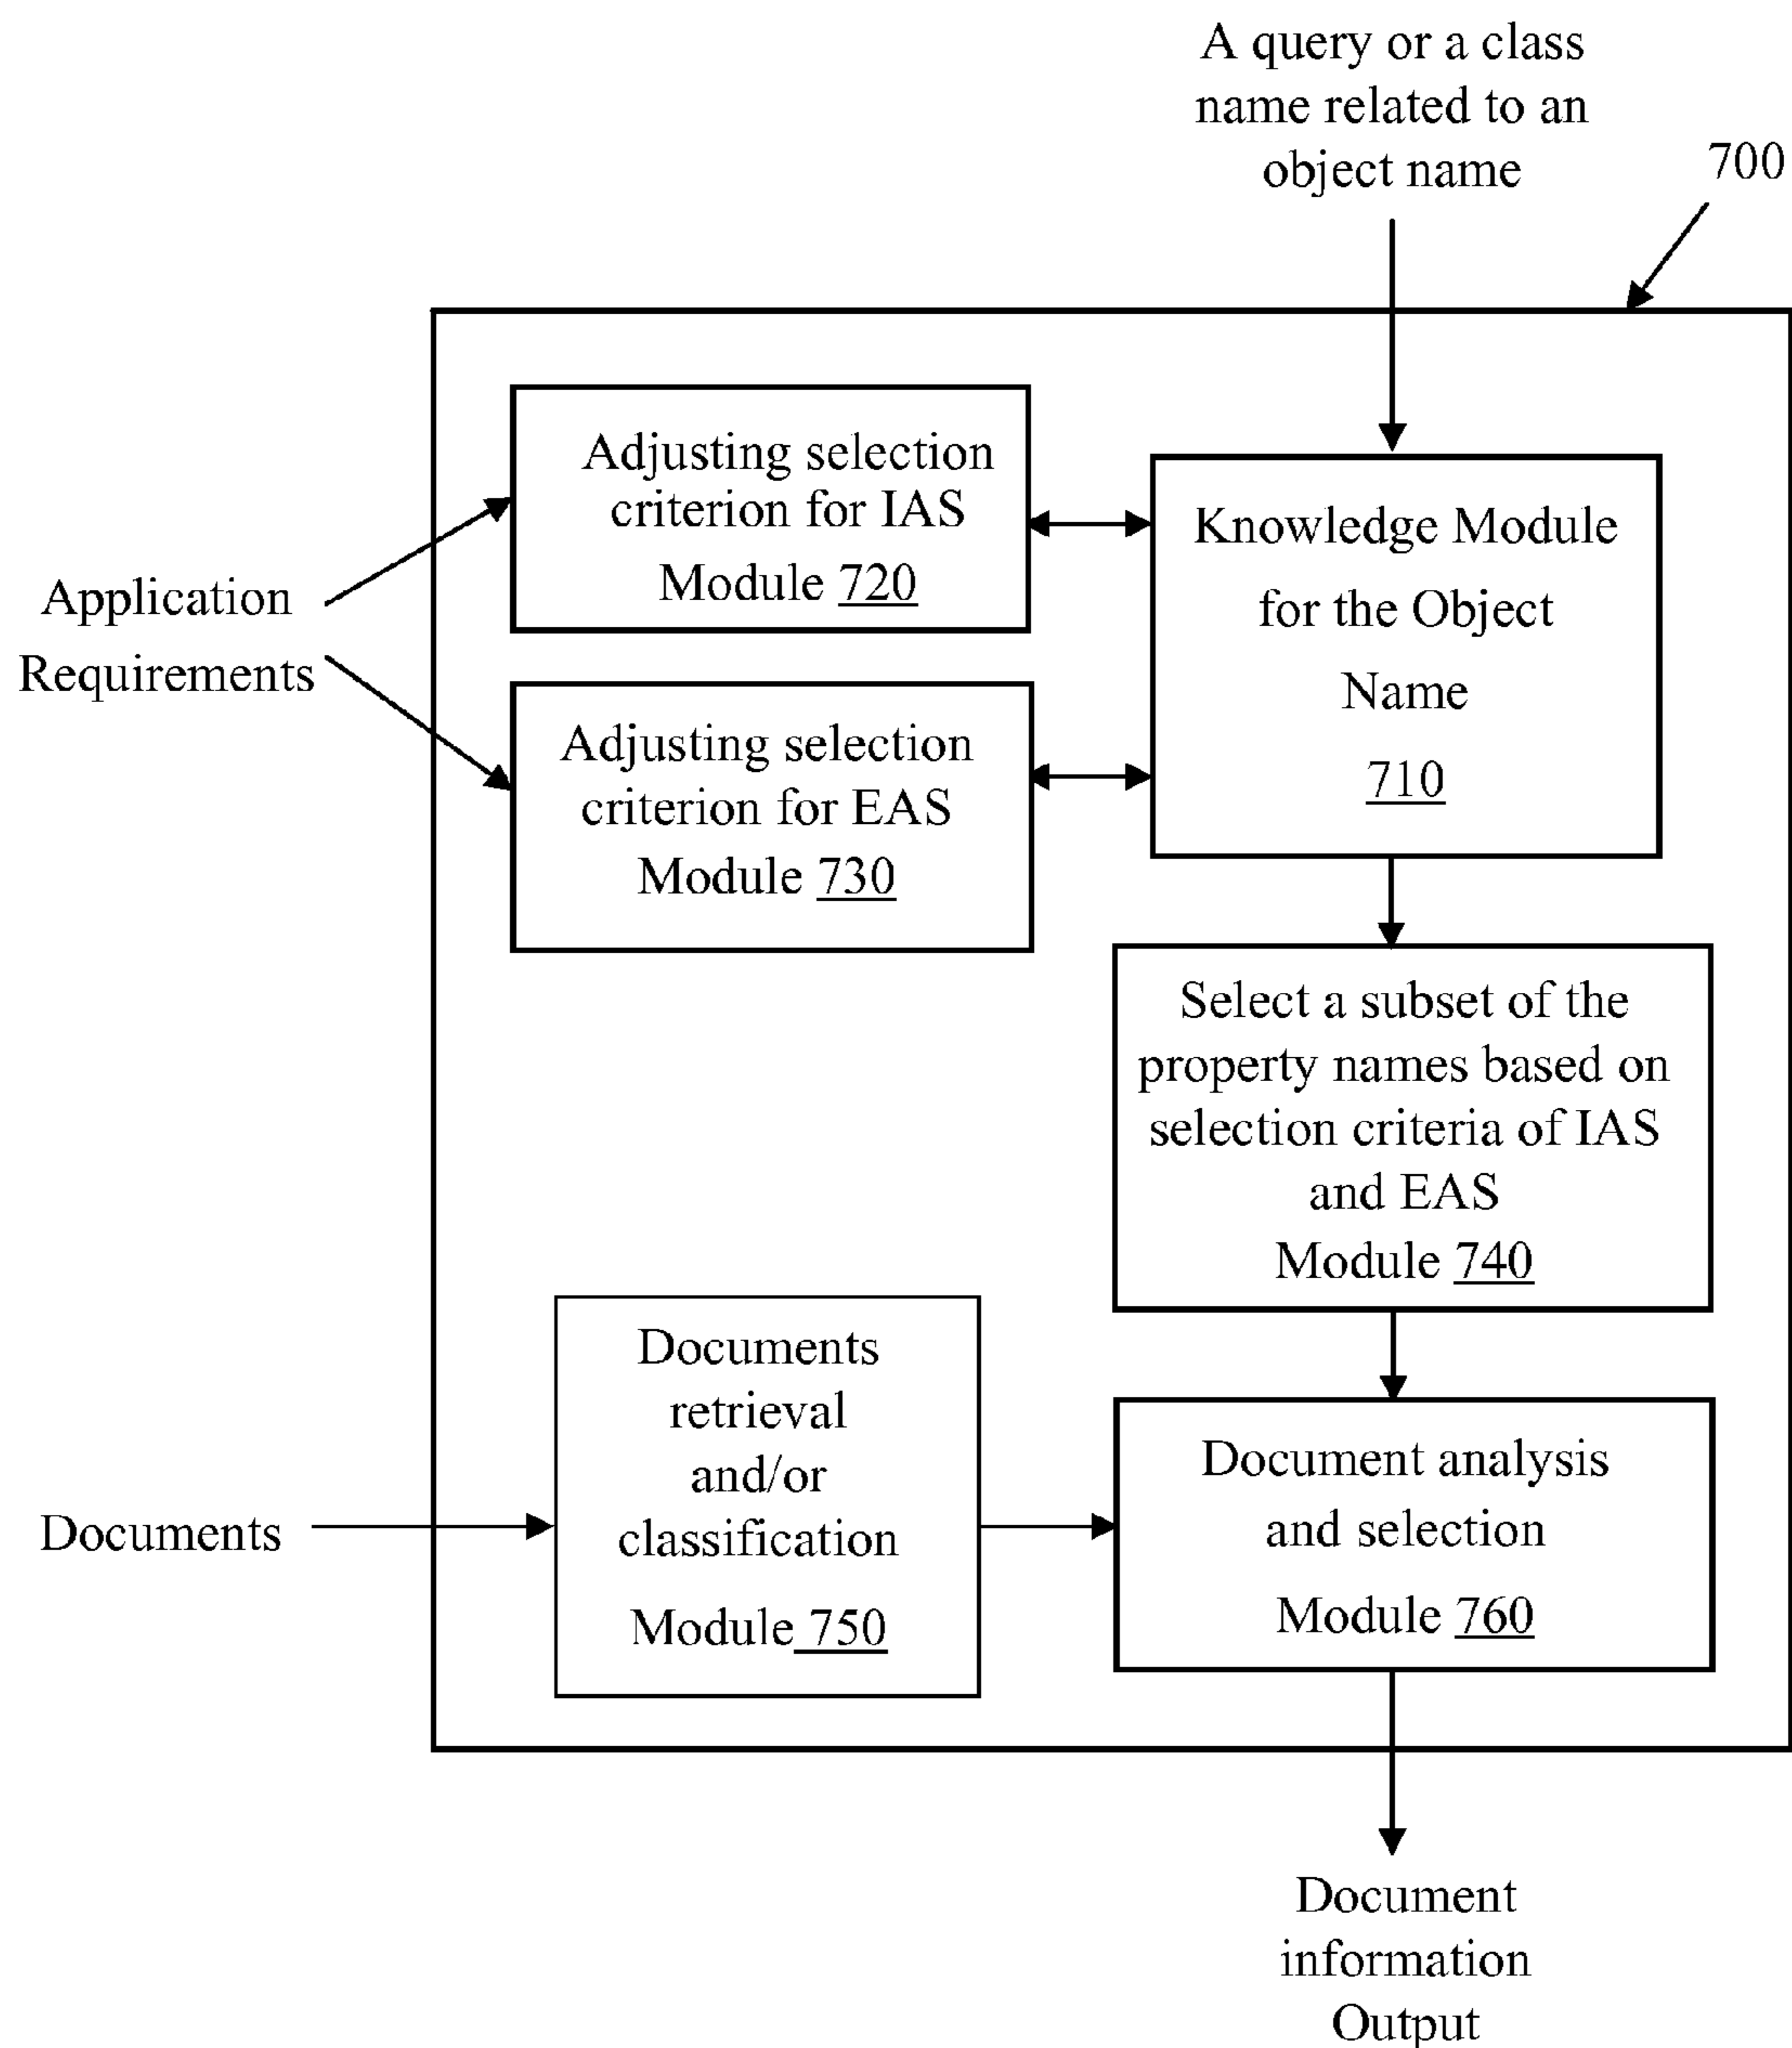 A query or a class
name related to an
object name
700
Adjusting selection
criterion for IAS
Module 720
Knowledge Module
for the Object
Name
710
Application
Requirements
Adjusting selection
criterion for EAS
Module 730
Select a subset of the
property names based on
selection criteria of IAS
and EAS
Module 740
Documents
retrieval
and/or
classification
Module 750
Documents
Document analysis
and selection
Module 760
Document
information
Output